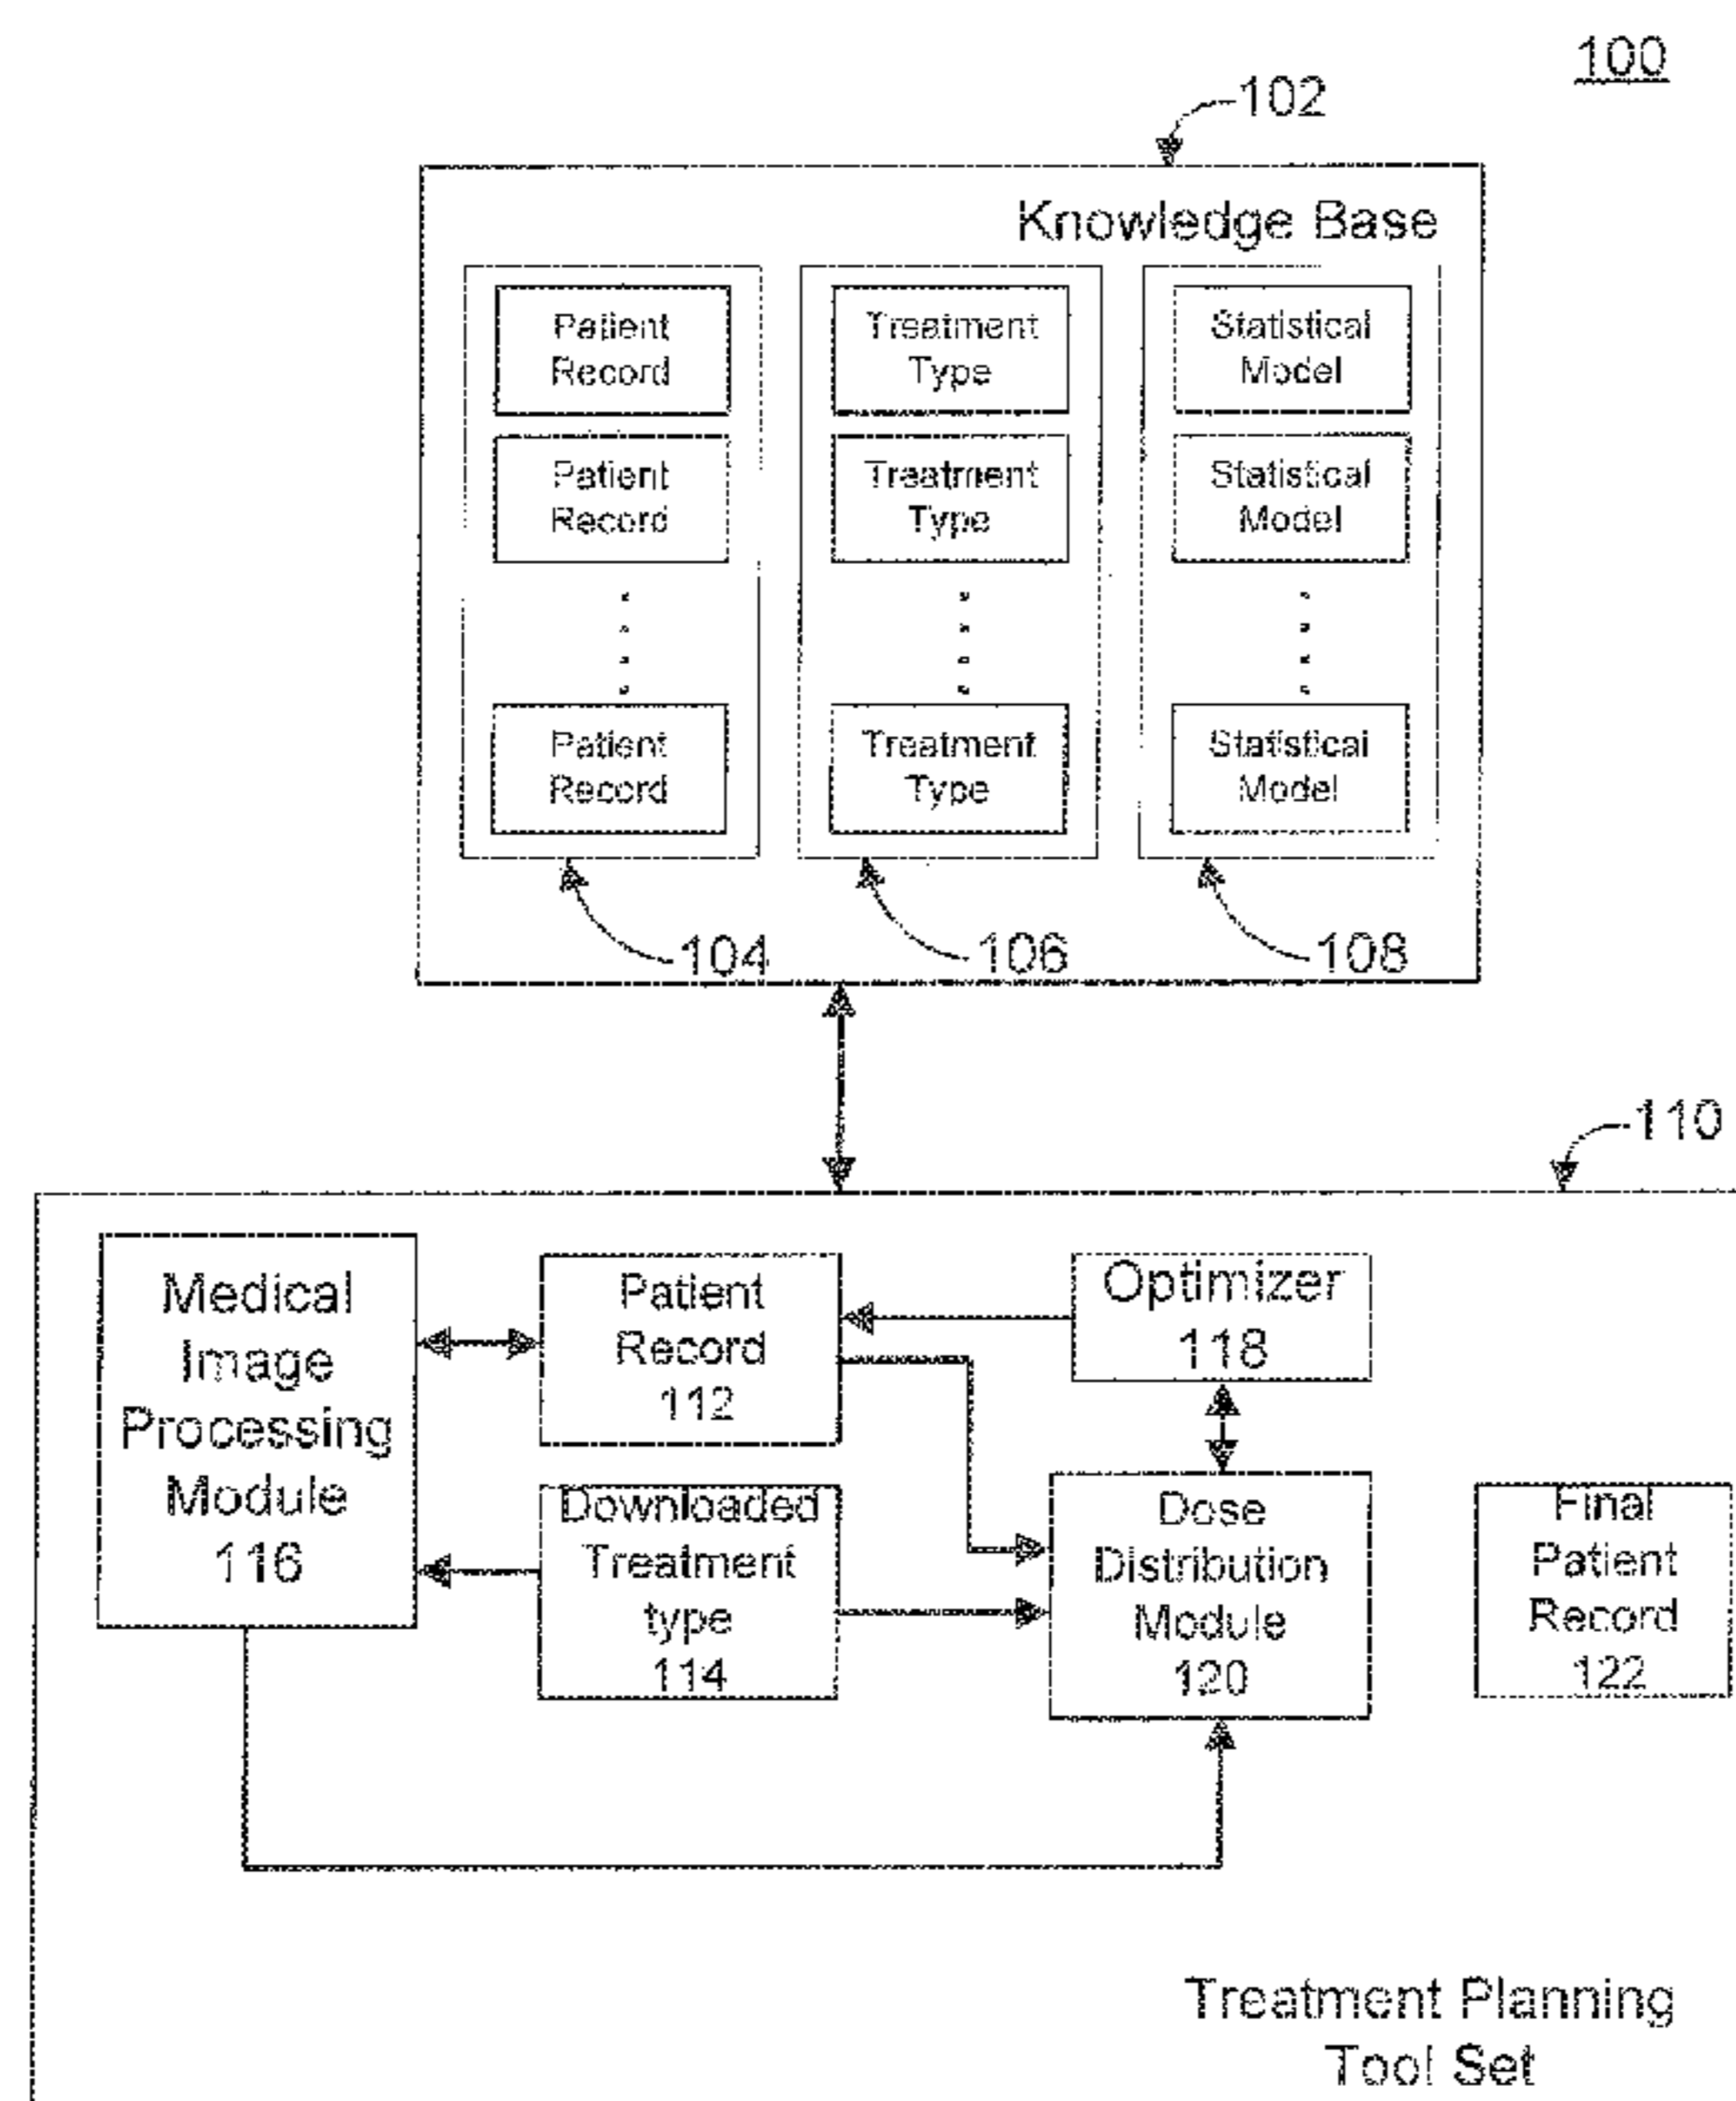 100
102
Knowledge Base
Patient
Record
Treatment
Type
Statistical
Model
Patient
Record
Treatment
Type
Statistical
Model
Patient
Record
Treatment
Type
Statistical
Model
104
106
108
110
Medical
Image
Processing
Module
116
Patient
Record
112
Optimizer
118
Downloaded
Treatment
type
114
Dose
Distribution
Module
120
Final
Patient
Record
122
Treatment Planning
Tool Set